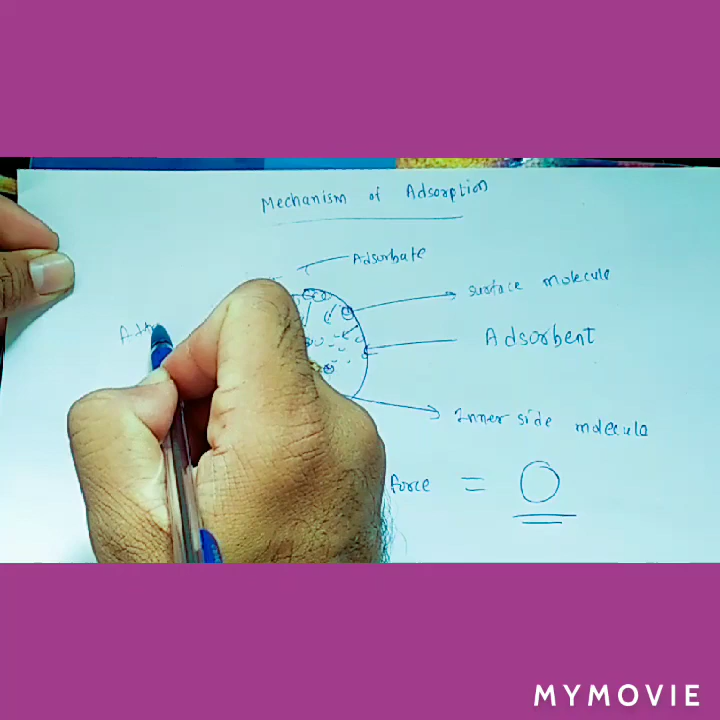 Mechanism of Adsorption
Adsorbate
surface molecule
Adsorbent
Inner side molecule
force = 0
MYMOVIE